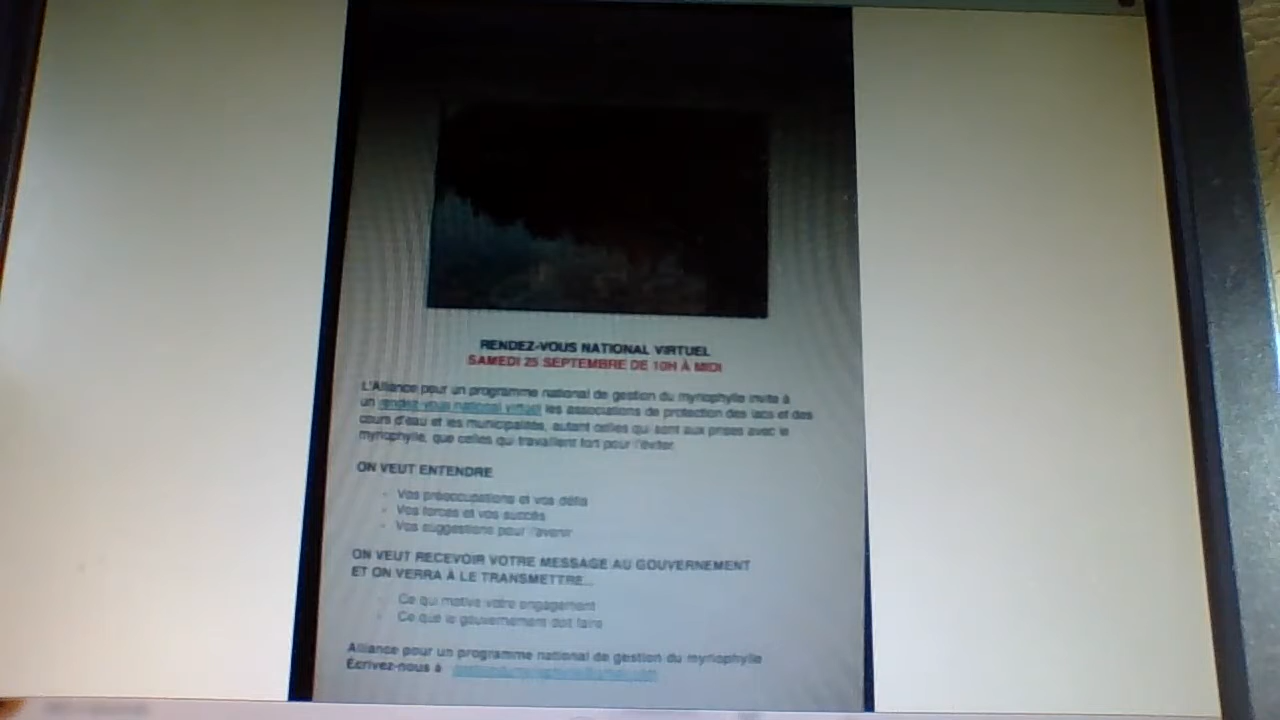 RENDEZ-VOUS NATIONAL VIRTUEL
SAMEDI 25 SEPTEMBRE DE 10H À MIDI
L'Alliance pour un programme national de gestion du myriophylle invite à
un rendez-vous national virtuel les associations de protection des lacs et des
cours d'eau et les municipalités, autant celles qui sont aux prises avec le
myriophylle, que celles qui travaillent fort pour l'éviter.
ON VEUT ENTENDRE
- Vos préoccupations et vos défis
- Vos forces et vos succès
- Vos suggestions pour l'avenir
ON VEUT RECEVOIR VOTRE MESSAGE AU GOUVERNEMENT
ET ON VERRA À LE TRANSMETTRE...
- Ce qui motive votre engagement
- Ce que le gouvernement doit faire
Alliance pour un programme national de gestion du myriophylle
Écrivez-nous à